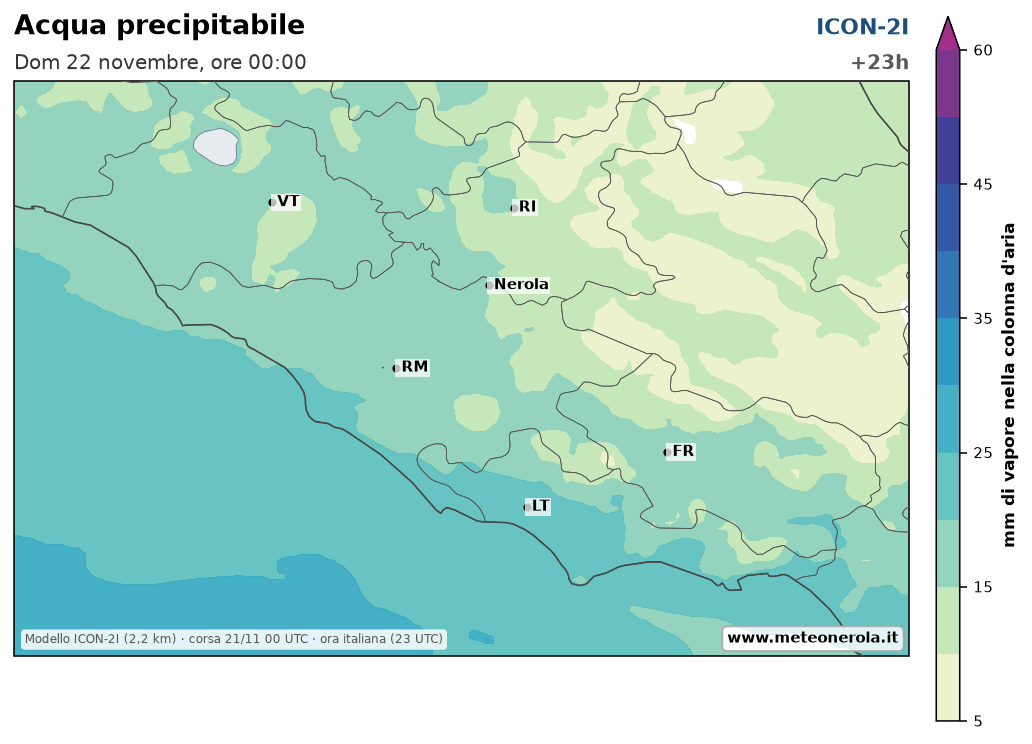 Acqua precipitabile
ICON-2I
Dom 22 novembre, ore 00:00
+23h
VT
RI
Nerola
RM
FR
LT
Modello ICON-2I (2,2 km) · corsa 21/11 00 UTC · ora italiana (23 UTC)
www.meteonerola.it
60
45
35
25
15
5
mm di vapore nella colonna d'aria